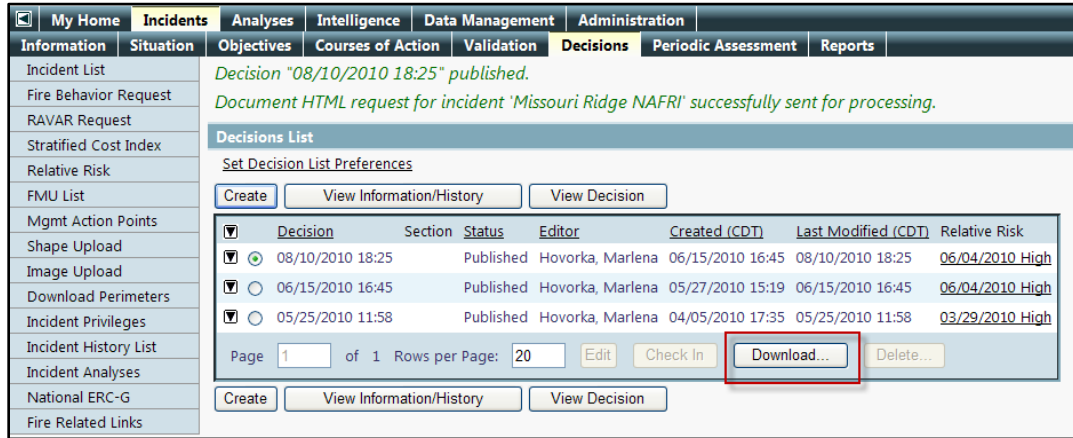 My Home Incidents Analyses Intelligence Data Management Administration
Information Situation Objectives Courses of Action Validation Decisions Periodic Assessment Reports
Incident List
Fire Behavior Request
RAVAR Request
Stratified Cost Index
Relative Risk
FMU List
Mgmt Action Points
Shape Upload
Image Upload
Download Perimeters
Incident Privileges
Incident History List
Incident Analyses
National ERC-G
Fire Related Links
Decision "08/10/2010 18:25" published.
Document HTML request for incident 'Missouri Ridge NAFRI' successfully sent for processing.
Decisions List
Set Decision List Preferences
Create View Information/History View Decision
Decision Section Status Editor Created (CDT) Last Modified (CDT) Relative Risk
08/10/2010 18:25 Published Hovorka, Marlena 06/15/2010 16:45 08/10/2010 18:25 06/04/2010 High
06/15/2010 16:45 Published Hovorka, Marlena 05/27/2010 15:19 06/15/2010 16:45 06/04/2010 High
05/25/2010 11:58 Published Hovorka, Marlena 04/05/2010 17:35 05/25/2010 11:58 03/29/2010 High
Page 1 of 1 Rows per Page: 20 Edit Check In Download... Delete...
Create View Information/History View Decision